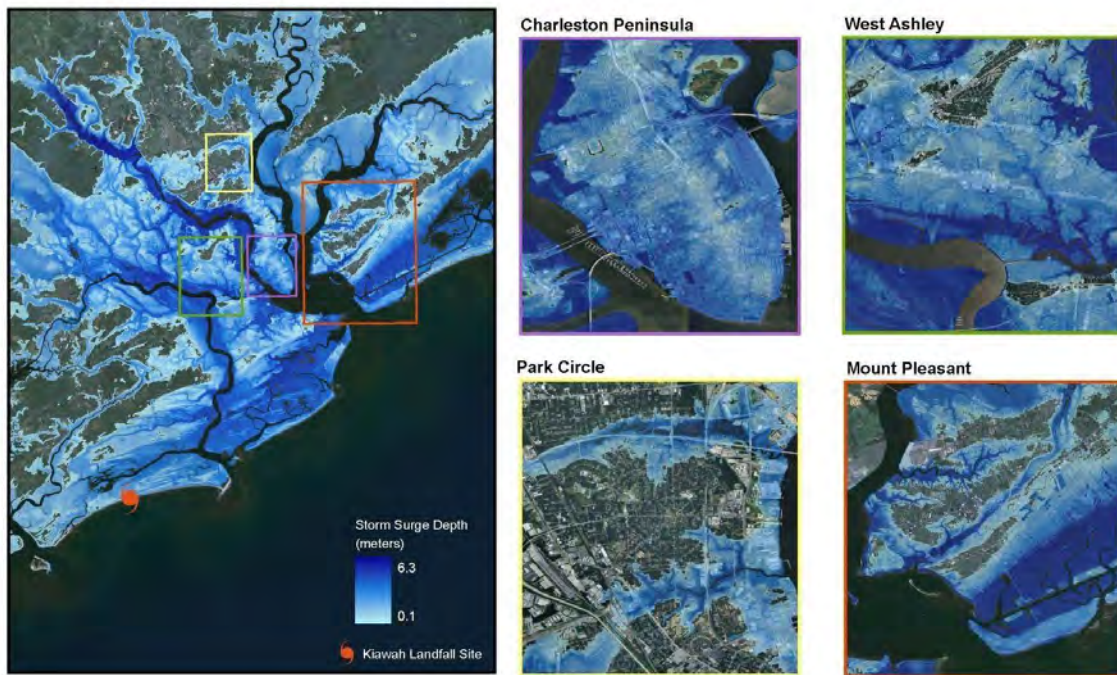 Charleston Peninsula
West Ashley
Park Circle
Mount Pleasant
Storm Surge Depth
(meters)
6.3
0.1
Kiawah Landfall Site